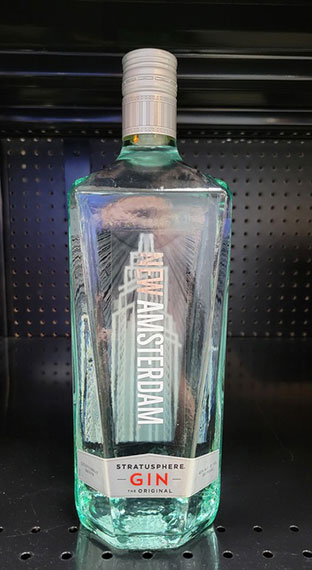 NEW AMSTERDAM
STRATUSPHERE.
GIN
THE ORIGINAL